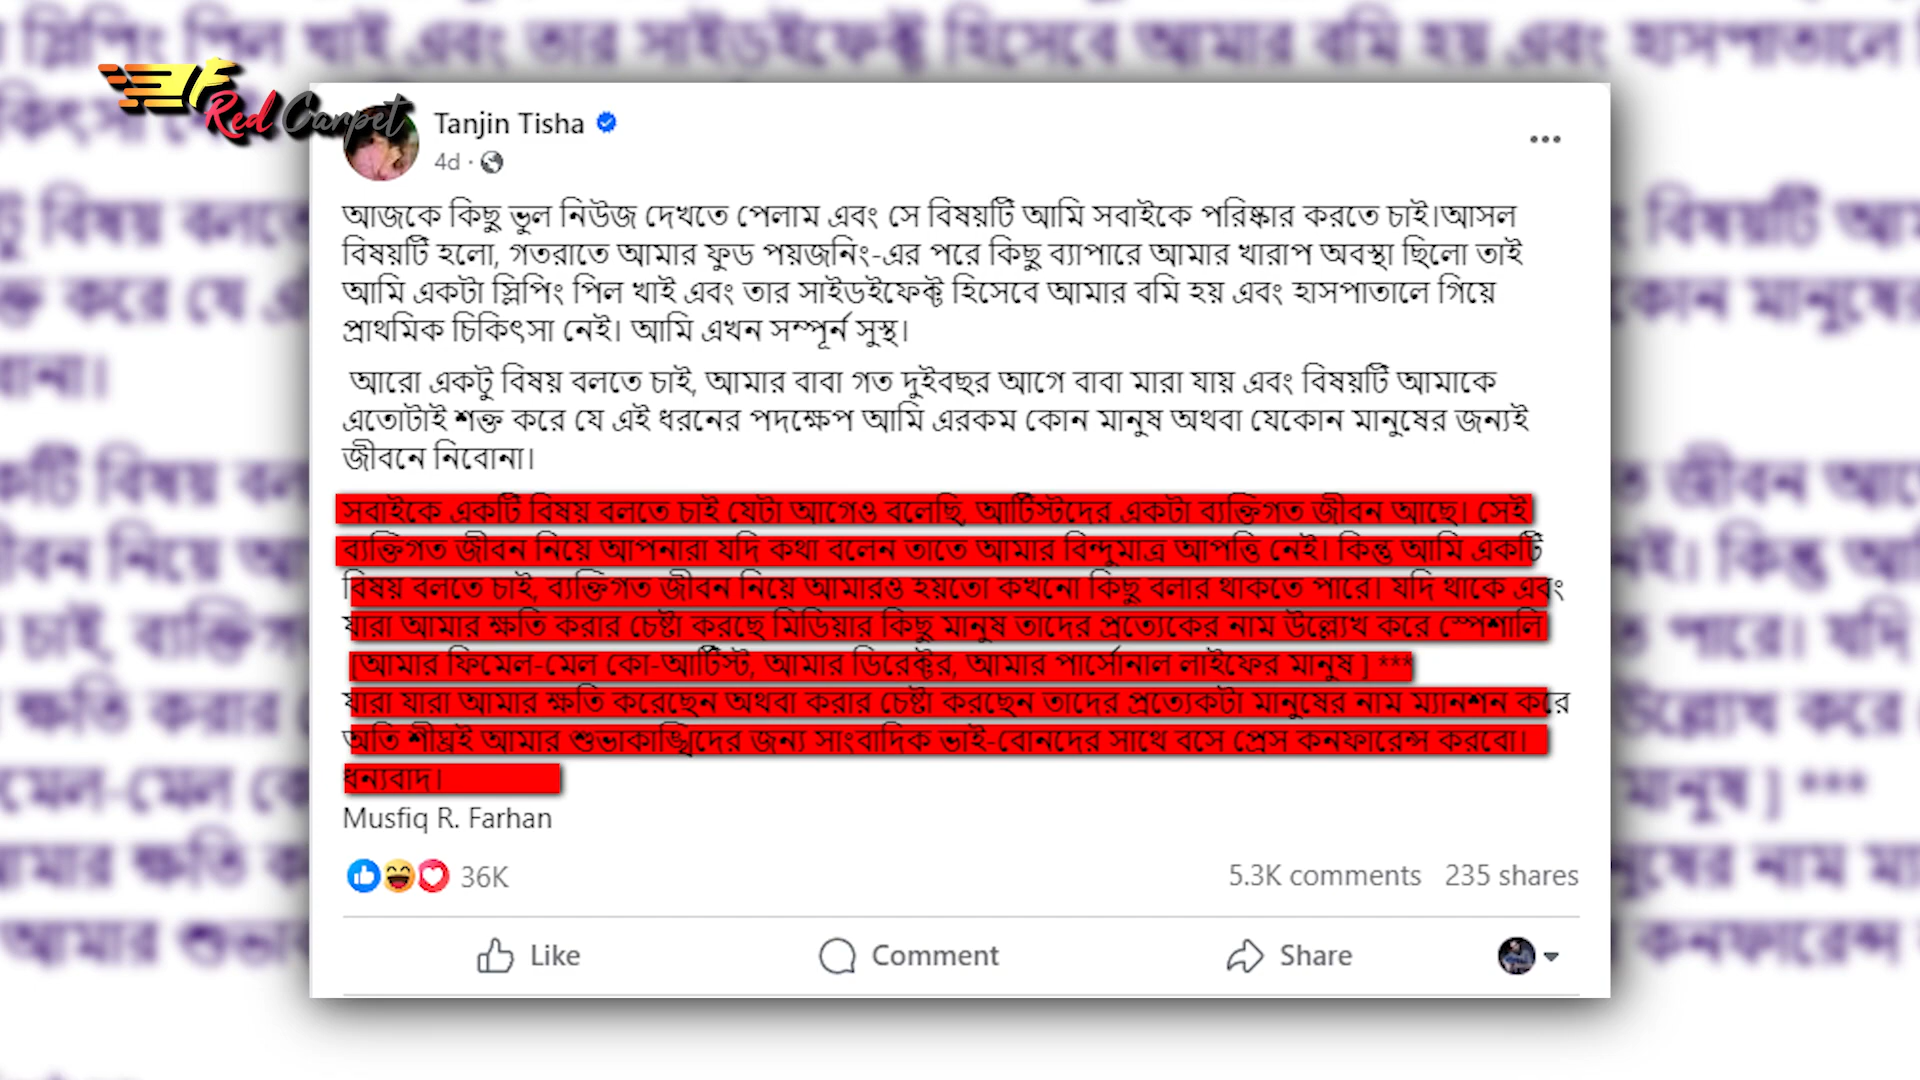 Red Carpet
Tanjin Tisha
4d
আজকে কিছু ভুল নিউজ দেখতে পেলাম এবং সে বিষয়টি আমি সবাইকে পরিষ্কার করতে চাই।আসল
বিষয়টি হলো, গতরাতে আমার ফুড পয়জনিং-এর পরে কিছু ব্যাপারে আমার খারাপ অবস্থা ছিলো তাই
আমি একটা স্লিপিং পিল খাই এবং তার সাইডইফেক্ট হিসেবে আমার বমি হয় এবং হাসপাতালে গিয়ে
প্রাথমিক চিকিৎসা নেই। আমি এখন সম্পূর্ন সুস্থ।
আরো একটু বিষয় বলতে চাই, আমার বাবা গত দুইবছর আগে বাবা মারা যায় এবং বিষয়টি আমাকে
এতোটাই শক্ত করে যে এই ধরনের পদক্ষেপ আমি এরকম কোন মানুষ অথবা যেকোন মানুষের জন্যই
জীবনে নিবোনা।
সবাইকে একটি বিষয় বলতে চাই যেটা আগেও বলেছি, আর্টিস্টদের একটা ব্যক্তিগত জীবন আছে। সেই
ব্যক্তিগত জীবন নিয়ে আপনারা যদি কথা বলেন তাতে আমার বিন্দুমাত্র আপত্তি নেই। কিন্তু আমি একটি
বিষয় বলতে চাই, ব্যক্তিগত জীবন নিয়ে আমারও হয়তো কখনো কিছু বলার থাকতে পারে। যদি থাকে এবং
যারা আমার ক্ষতি করার চেষ্টা করছে মিডিয়ার কিছু মানুষ তাদের প্রত্যেকের নাম উল্ল্যেখ করে স্পেশালি
[আমার ফিমেল-মেল কো-আর্টিস্ট, আমার ডিরেক্টর, আমার পার্সোনাল লাইফের মানুষ ] ***
যারা যারা আমার ক্ষতি করেছেন অথবা করার চেষ্টা করছেন তাদের প্রত্যেকটা মানুষের নাম ম্যানশন করে
অতি শীঘ্রই আমার শুভাকাঙ্খিদের জন্য সাংবাদিক ভাই-বোনদের সাথে বসে প্রেস কনফারেন্স করবো।
ধন্যবাদ।
Musfiq R. Farhan
36K
5.3K comments 235 shares
Like Comment Share